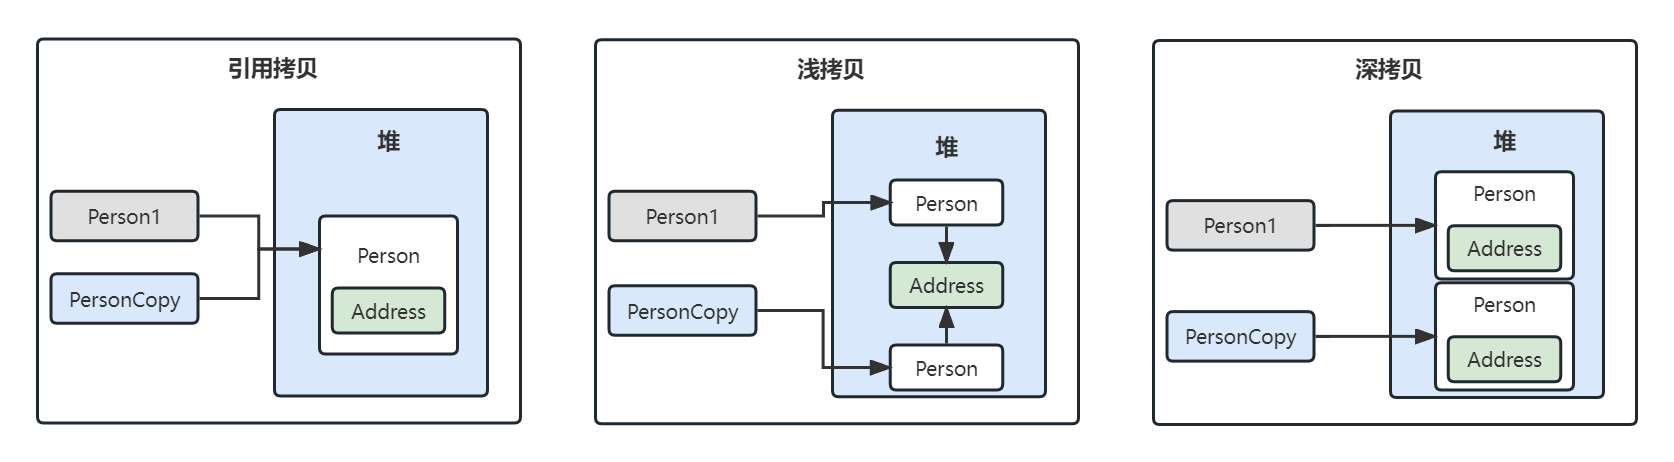 引用拷贝
堆
Person1
Person
PersonCopy
Address
浅拷贝
堆
Person1
Person
Address
PersonCopy
Person
深拷贝
堆
Person
Person1
Address
Person
PersonCopy
Address